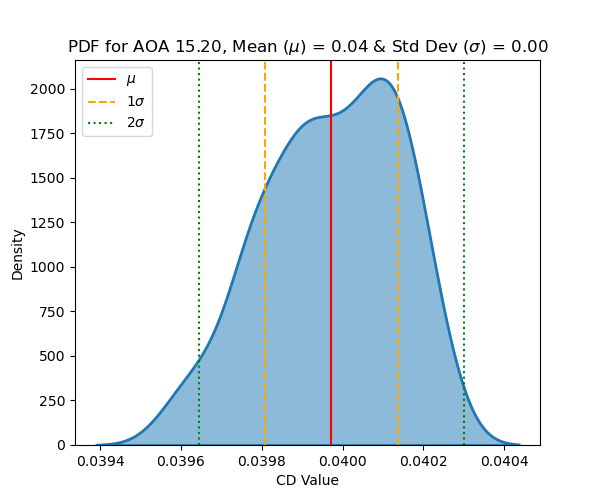 PDF for AOA 15.20, Mean (μ) = 0.04 & Std Dev (σ) = 0.00
μ
1σ
2σ
2000
1750
1500
1250
1000
750
500
250
0
Density
0.0394 0.0396 0.0398 0.0400 0.0402 0.0404
CD Value